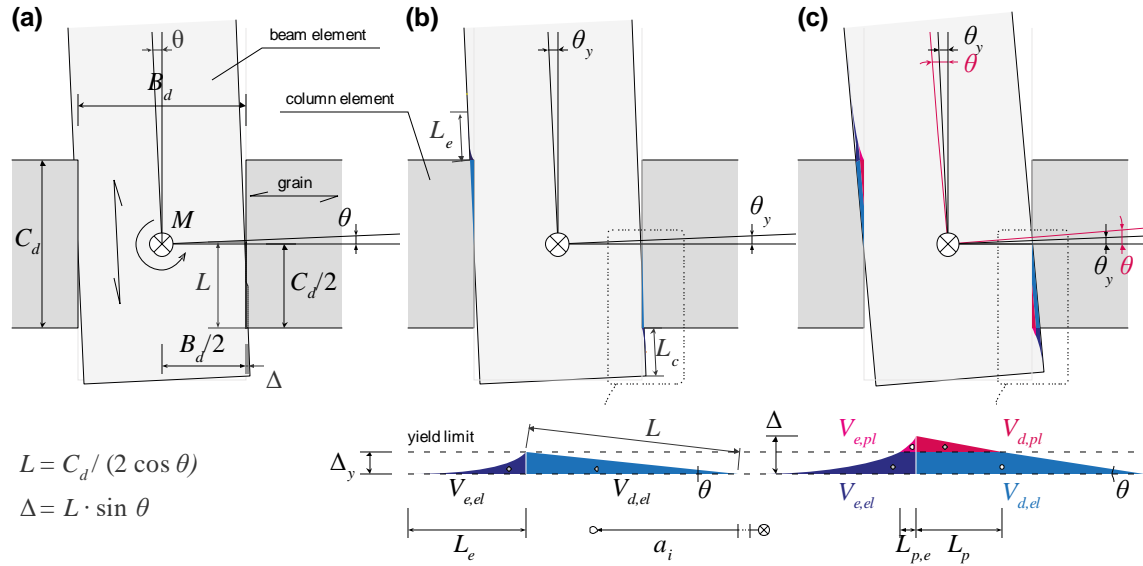 (a)
θ
beam element
B_d
column element
grain
M
θ
C_d
L
C_d/2
B_d/2
Δ
L = C_d / (2 cos θ)
Δ = L · sin θ
(b)
θ_y
L_e
θ_y
L_c
yield limit
L
Δ_y
V_e,el
V_d,el
θ
L_e
a_i
(c)
θ_y
θ
θ_y
θ
Δ
V_e,pl
V_d,pl
V_e,el
V_d,el
θ
L_p,e
L_p